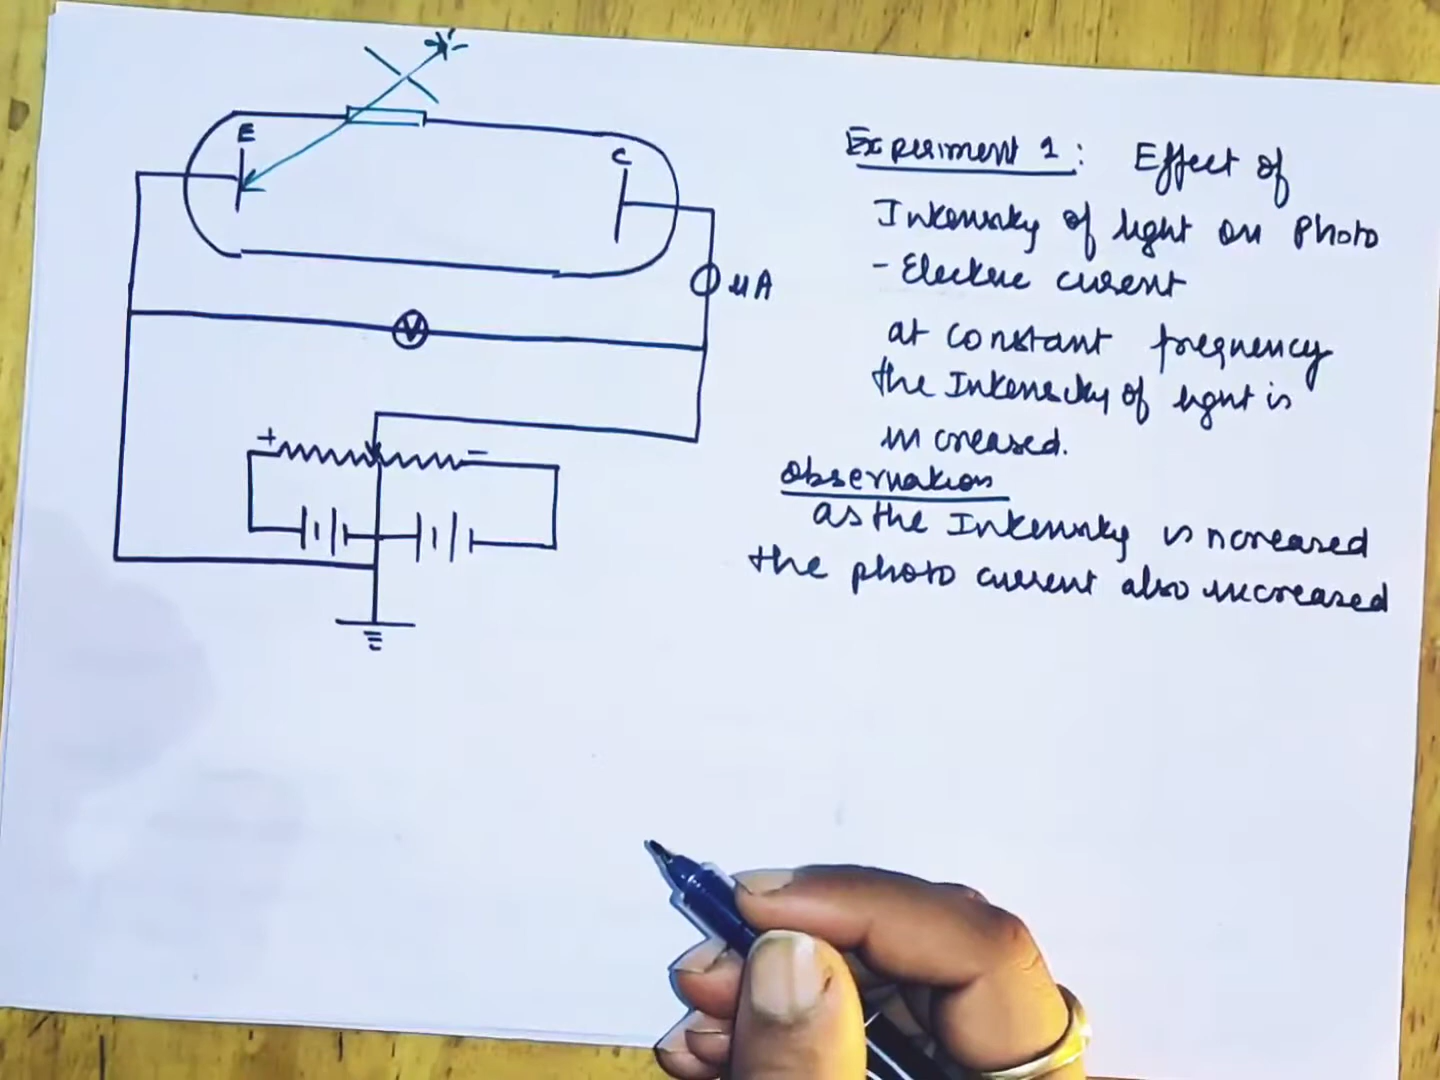 E
C
μA
V
+
-
Experiment 1: Effect of
Intensity of light on Photo
- Electric current
at constant frequency
the Intensity of light is
increased.
Observation
as the Intensity is ncreased
the photo current also increased